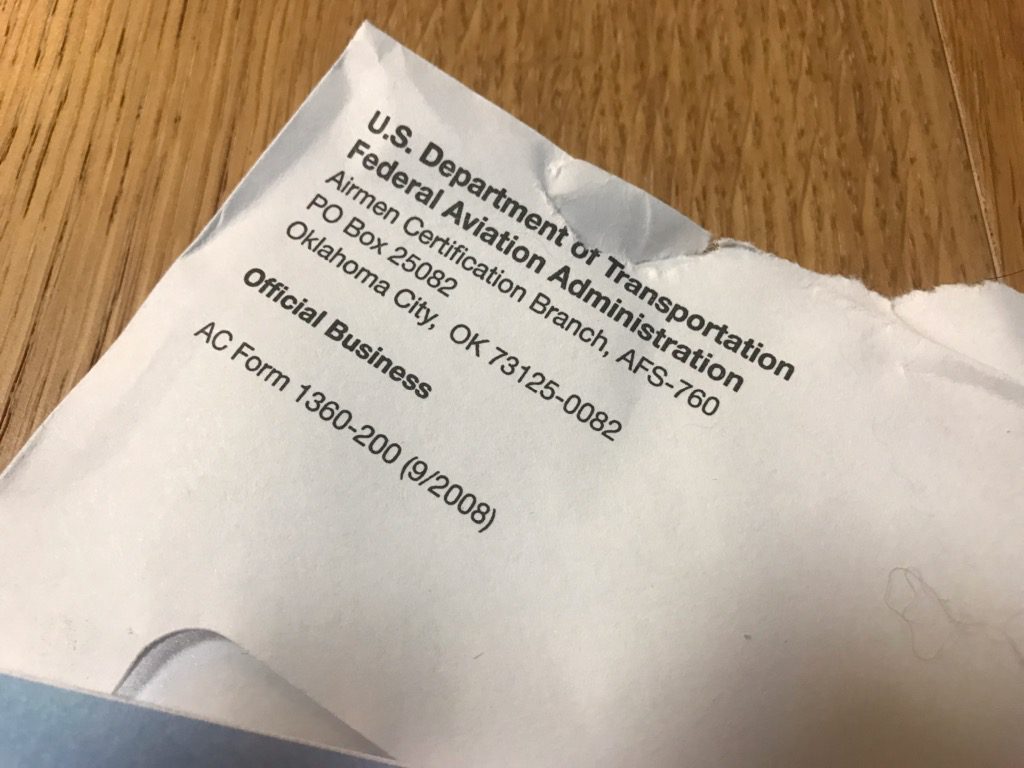 U.S. Department of Transportation
Federal Aviation Administration
Airmen Certification Branch, AFS-760
PO Box 25082
Oklahoma City, OK 73125-0082
Official Business
AC Form 1360-200 (9/2008)